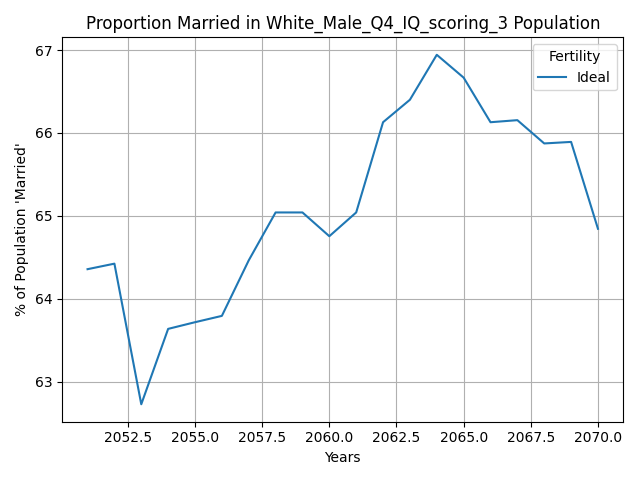 Proportion Married in White_Male_Q4_IQ_scoring_3 Population
Fertility
Ideal
% of Population 'Married'
67
66
65
64
63
2052.5 2055.0 2057.5 2060.0 2062.5 2065.0 2067.5 2070.0
Years